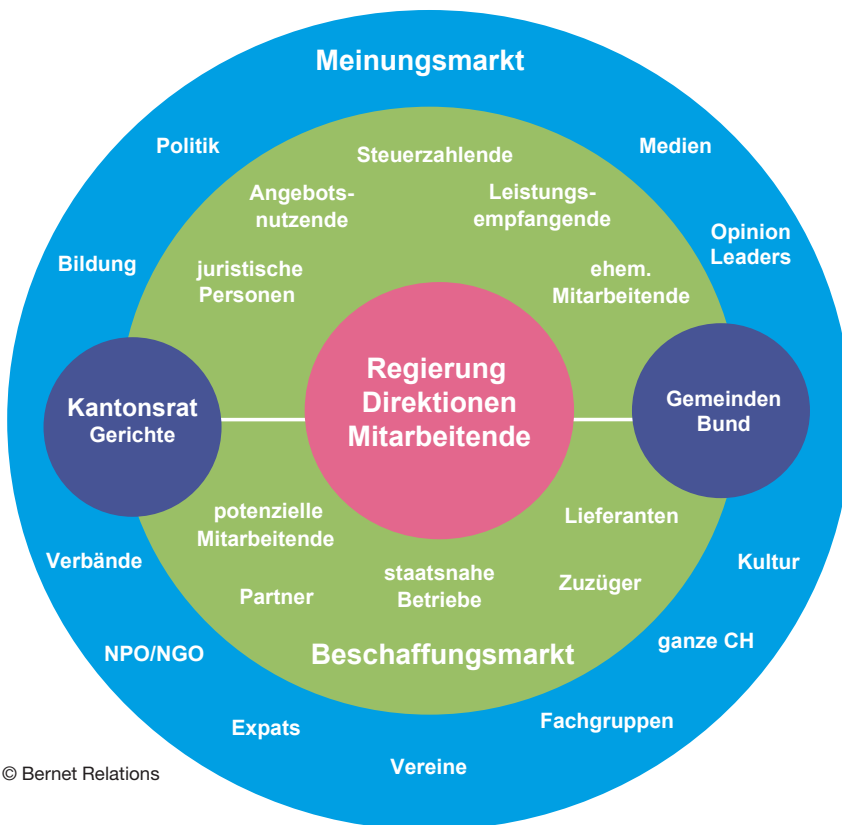 Meinungsmarkt
Politik
Medien
Steuerzahlende
Angebots-
nutzende
Leistungs-
empfangende
Opinion
Leaders
Bildung
juristische
Personen
ehem.
Mitarbeitende
Regierung
Direktionen
Mitarbeitende
Kantonsrat
Gerichte
Gemeinden
Bund
potenzielle
Mitarbeitende
Lieferanten
Verbände
Kultur
staatsnahe
Betriebe
Partner
Zuzüger
NPO/NGO
Beschaffungsmarkt
ganze CH
Expats
Fachgruppen
Vereine
© Bernet Relations